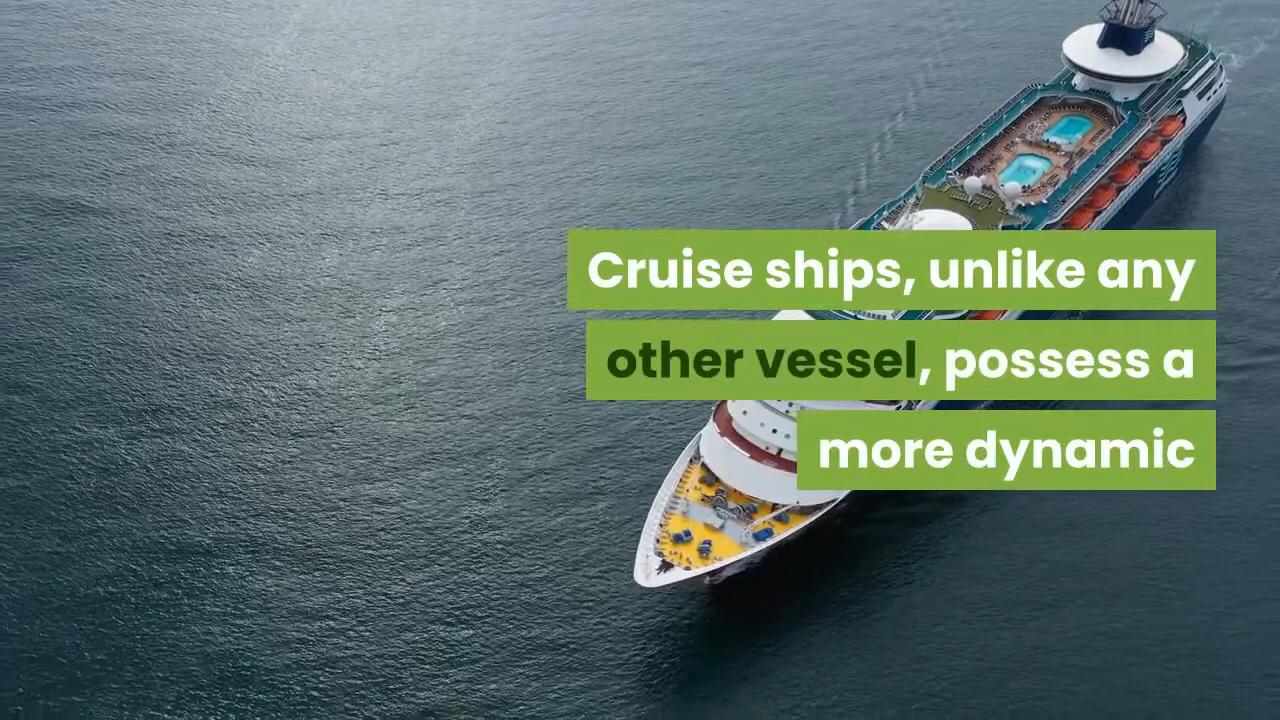 Cruise ships, unlike any
other vessel, possess a
more dynamic